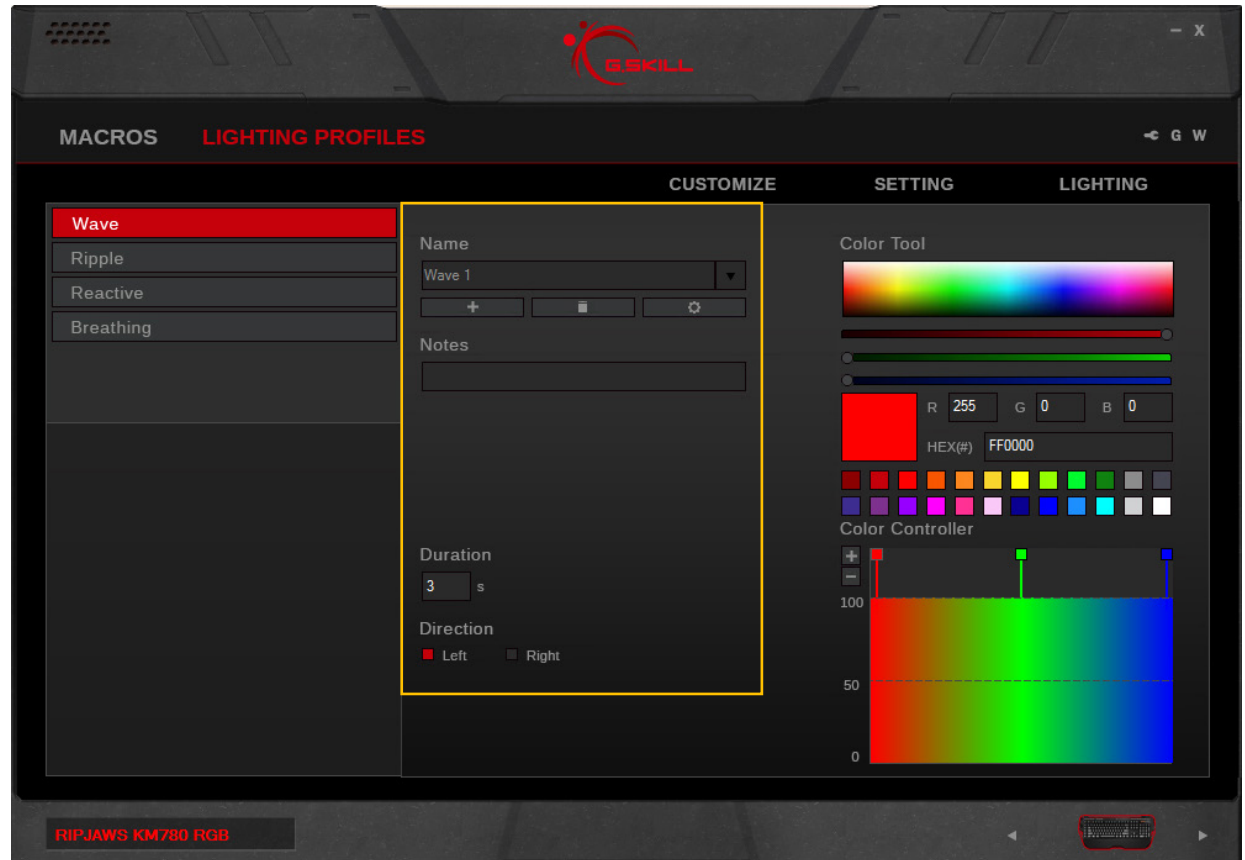 G.SKILL
- X
MACROS LIGHTING PROFILES G W
CUSTOMIZE SETTING LIGHTING
Wave
Ripple
Reactive
Breathing
Name
Wave 1
+
Notes
Duration
3 s
Direction
Left Right
Color Tool
R 255 G 0 B 0
HEX(#) FF0000
Color Controller
+
-
100
50
0
RIPJAWS KM780 RGB